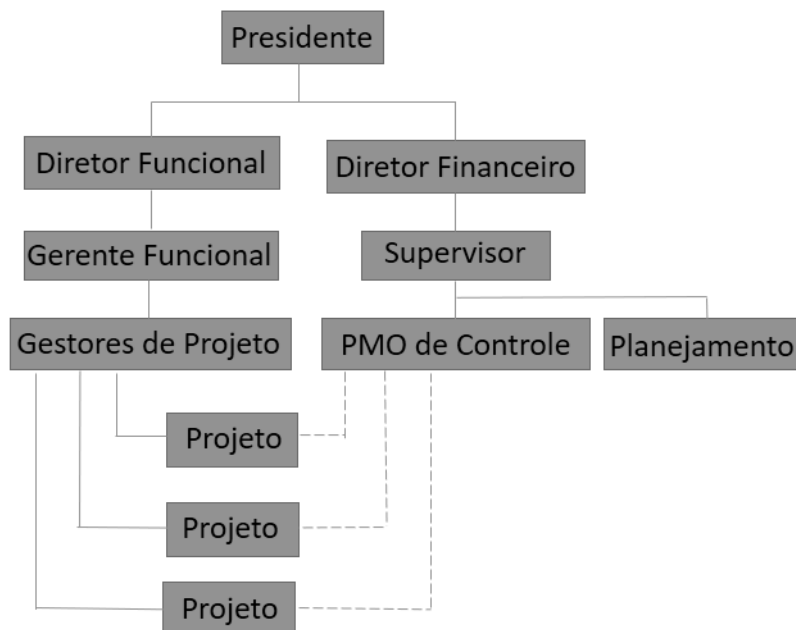 Presidente
Diretor Funcional
Diretor Financeiro
Gerente Funcional
Supervisor
Gestores de Projeto
PMO de Controle
Planejamento
Projeto
Projeto
Projeto